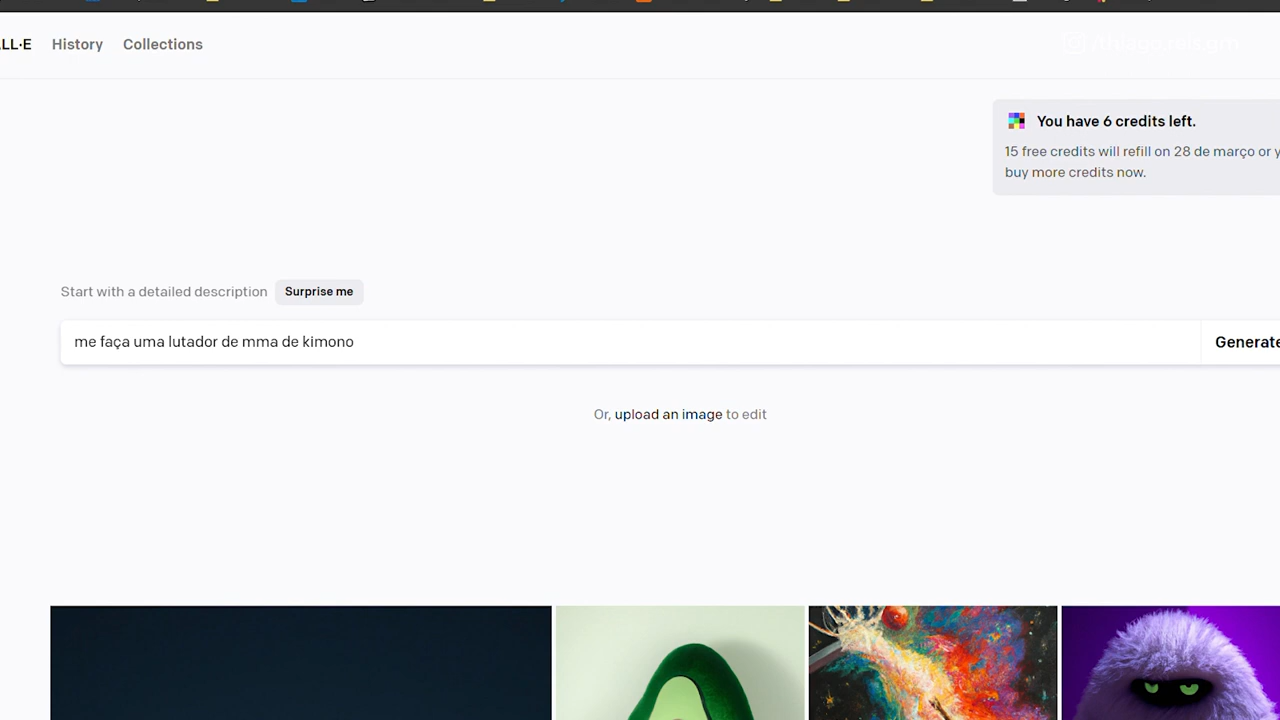 LL·E History Collections
You have 6 credits left.
15 free credits will refill on 28 de março or y
buy more credits now.
Start with a detailed description Surprise me
me faça uma lutador de mma de kimono
Generate
Or, upload an image to edit